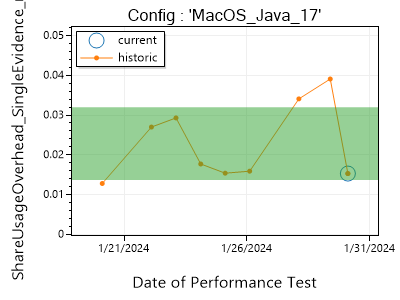 Config : 'MacOS_Java_17'
ShareUsageOverhead_SingleEvidence_
current
historic
0.05
0.04
0.03
0.02
0.01
0
1/21/2024
1/26/2024
1/31/2024
Date of Performance Test